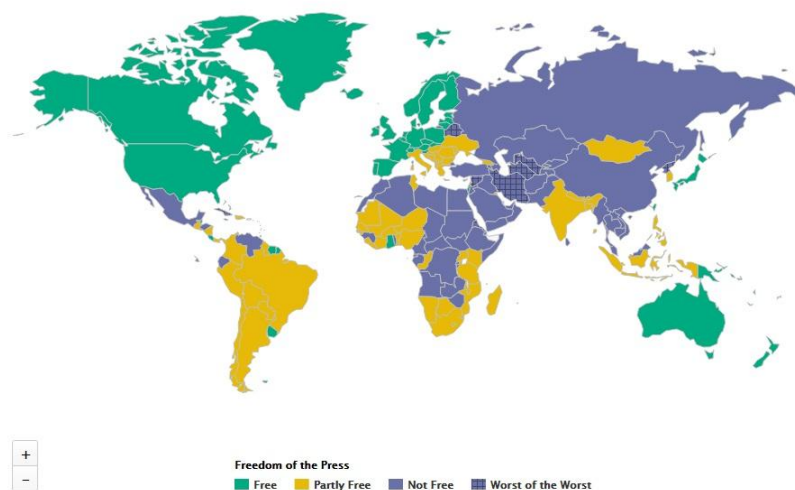 +
−
Freedom of the Press
Free Partly Free Not Free Worst of the Worst